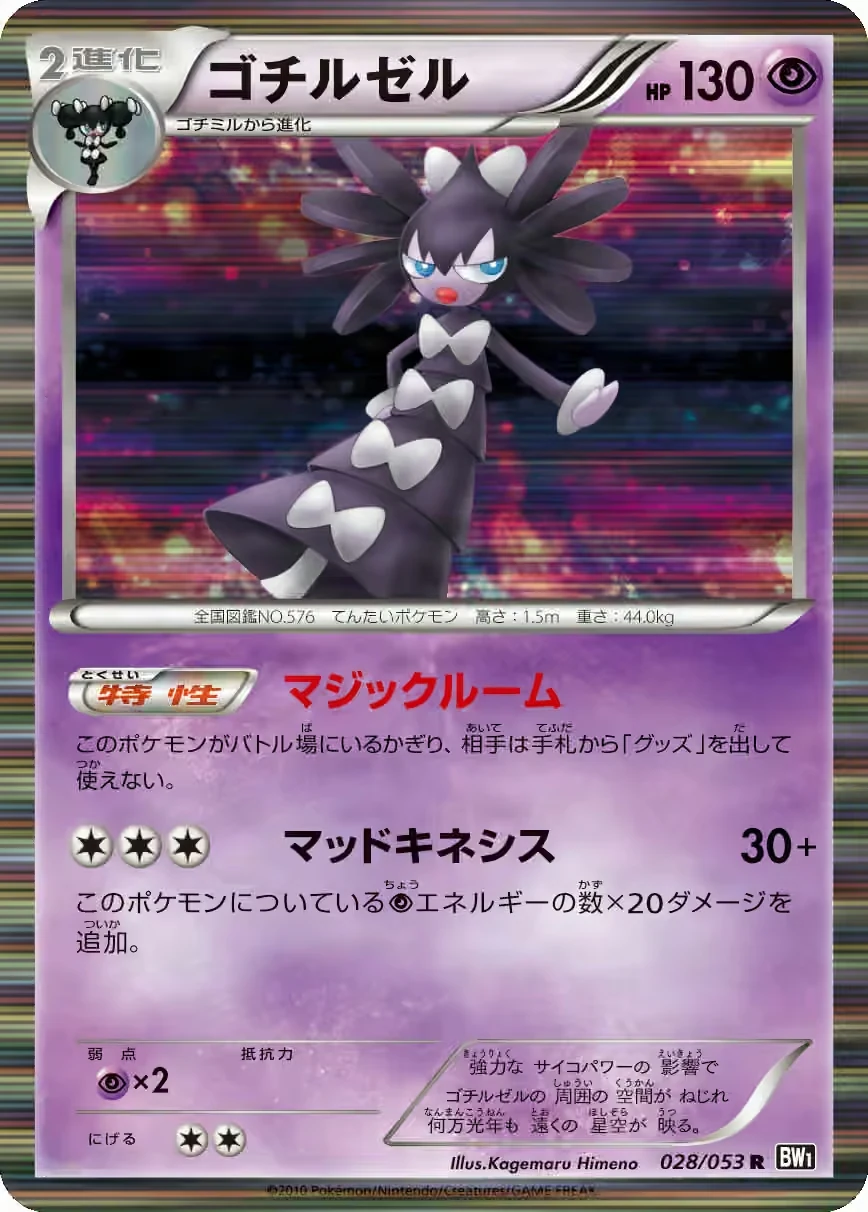 2進化
ゴチルゼル
HP 130
ゴチミルから進化
全国図鑑NO.576 てんたいポケモン 高さ：1.5m 重さ：44.0kg
とくせい
特性 マジックルーム
このポケモンがバトル場にいるかぎり、相手は手札から「グッズ」を出して
使えない。
マッドキネシス 30+
このポケモンについている エネルギーの数×20ダメージを
追加。
弱点 抵抗力
×2
にげる
強力な サイコパワーの 影響で
ゴチルゼルの 周囲の 空間が ねじれ
何万光年も 遠くの 星空が 映る。
Illus.Kagemaru Himeno 028/053 R BW1
©2010 Pokémon/Nintendo/Creatures/GAME FREAK